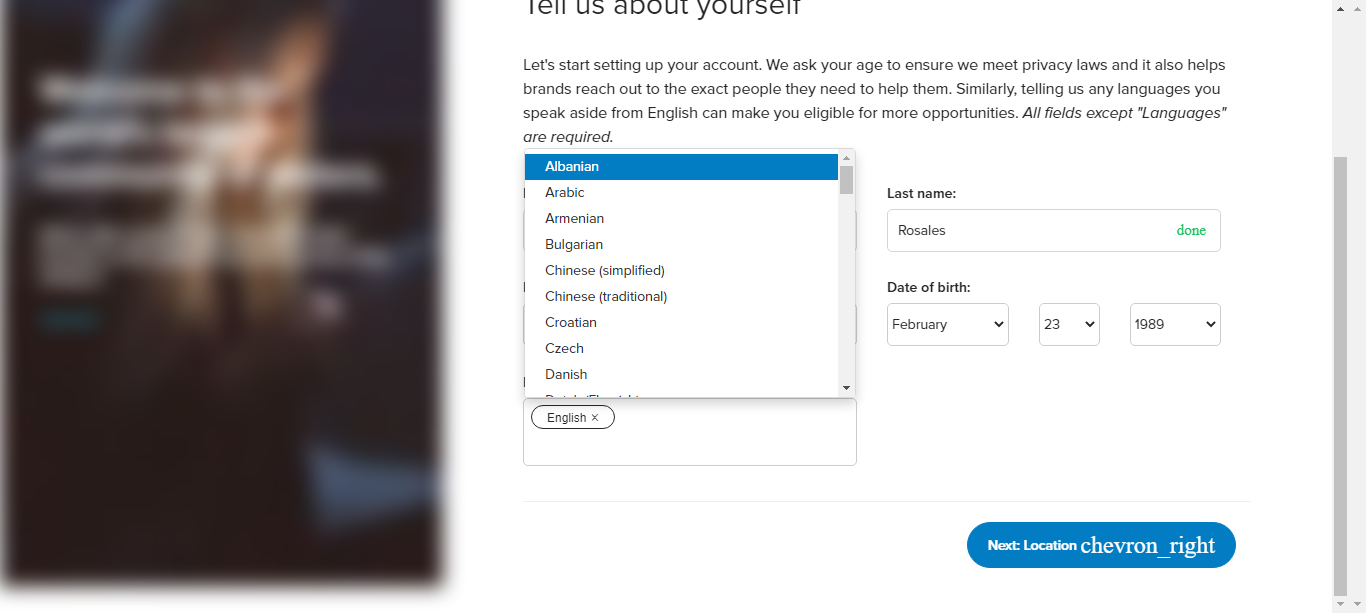 Tell us about yourself
Let's start setting up your account. We ask your age to ensure we meet privacy laws and it also helps
brands reach out to the exact people they need to help them. Similarly, telling us any languages you
speak aside from English can make you eligible for more opportunities. All fields except "Languages"
are required.
Albanian
Arabic
Armenian
Bulgarian
Chinese (simplified)
Chinese (traditional)
Croatian
Czech
Danish
English ×
Last name:
Rosales done
Date of birth:
February 23 1989
Next: Location chevron_right